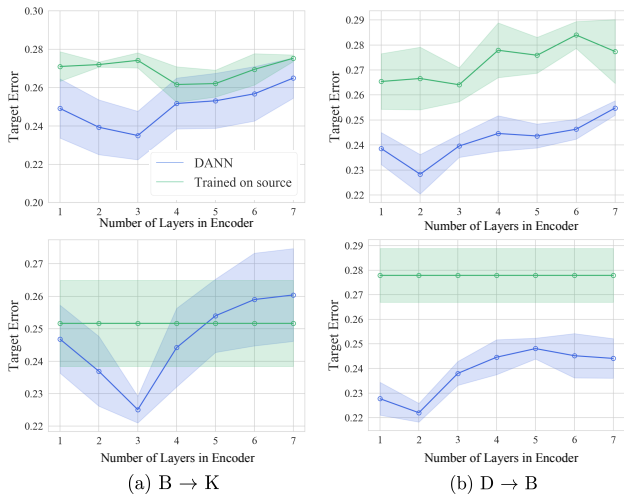 0.30
0.28
0.26
0.24
0.22
0.20
Target Error
DANN
Trained on source
1 2 3 4 5 6 7
Number of Layers in Encoder
0.29
0.28
0.27
0.26
0.25
0.24
0.23
0.22
Target Error
1 2 3 4 5 6 7
Number of Layers in Encoder
0.27
0.26
0.25
0.24
0.23
0.22
Target Error
1 2 3 4 5 6 7
Number of Layers in Encoder
(a) B → K
0.29
0.28
0.27
0.26
0.25
0.24
0.23
0.22
Target Error
1 2 3 4 5 6 7
Number of Layers in Encoder
(b) D → B